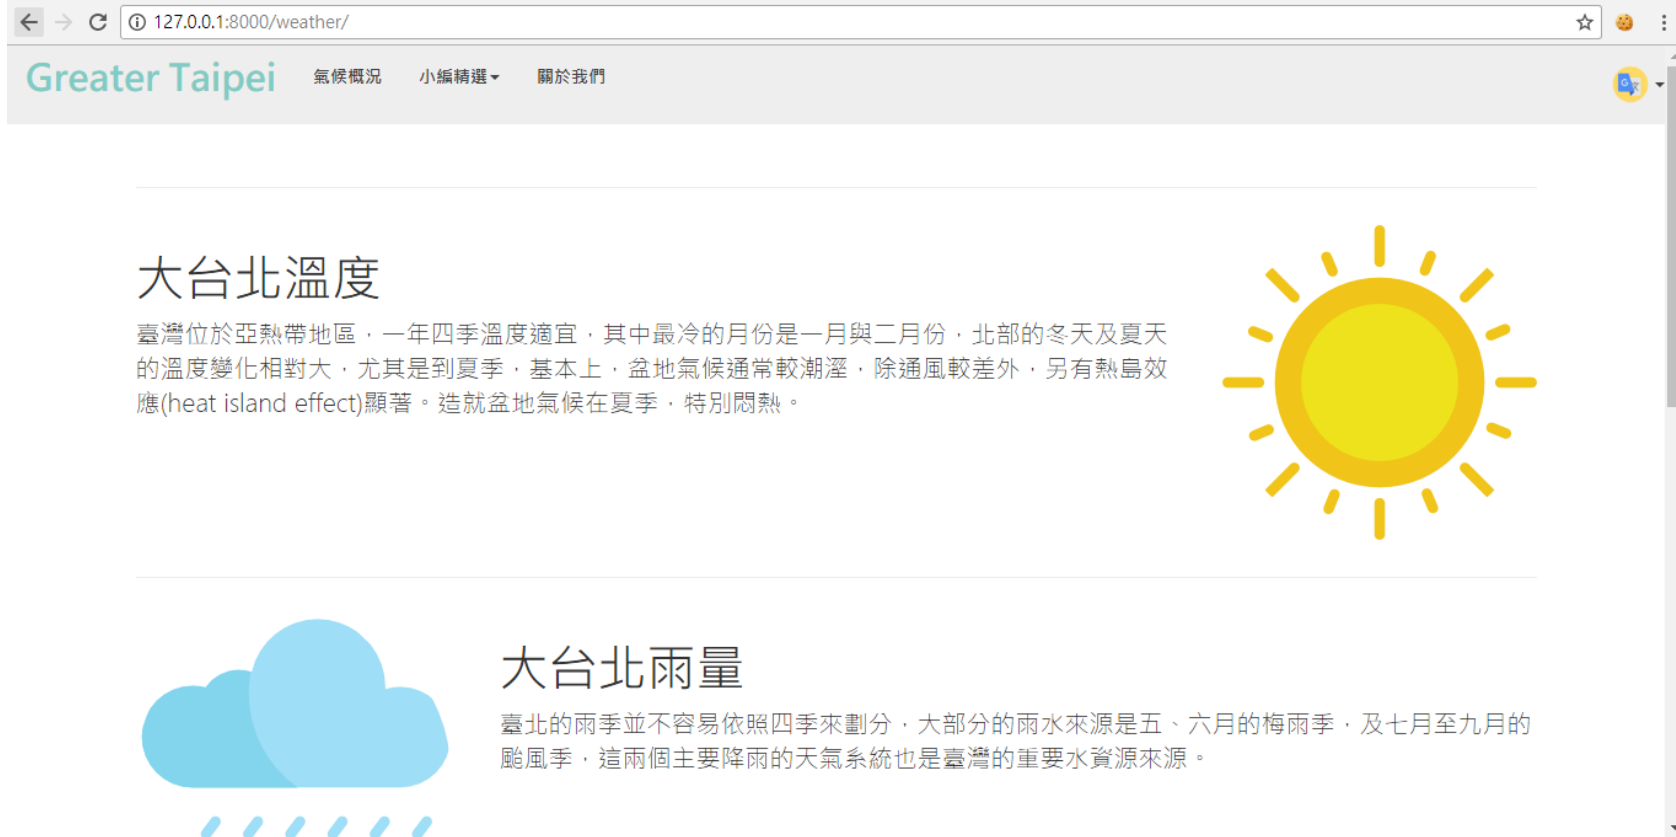 127.0.0.1:8000/weather/
Greater Taipei 氣候概況 小編精選 關於我們
大台北溫度
臺灣位於亞熱帶地區，一年四季溫度適宜，其中最冷的月份是一月與二月份，北部的冬天及夏天
的溫度變化相對大，尤其是到夏季，基本上，盆地氣候通常較潮溼，除通風較差外，另有熱島效
應(heat island effect)顯著。造就盆地氣候在夏季，特別悶熱。
大台北雨量
臺北的雨季並不容易依照四季來劃分，大部分的雨水來源是五、六月的梅雨季，及七月至九月的
颱風季，這兩個主要降雨的天氣系統也是臺灣的重要水資源來源。